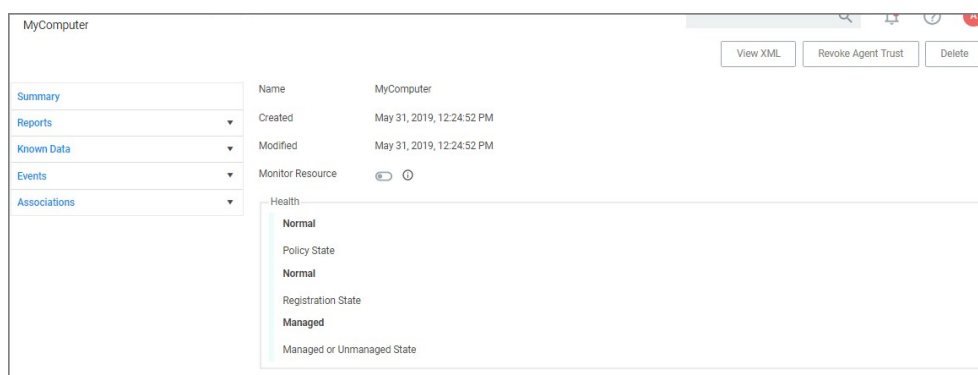 MyComputer
View XML
Revoke Agent Trust
Delete
Summary
Reports
Known Data
Events
Associations
Name MyComputer
Created May 31, 2019, 12:24:52 PM
Modified May 31, 2019, 12:24:52 PM
Monitor Resource
Health
Normal
Policy State
Normal
Registration State
Managed
Managed or Unmanaged State